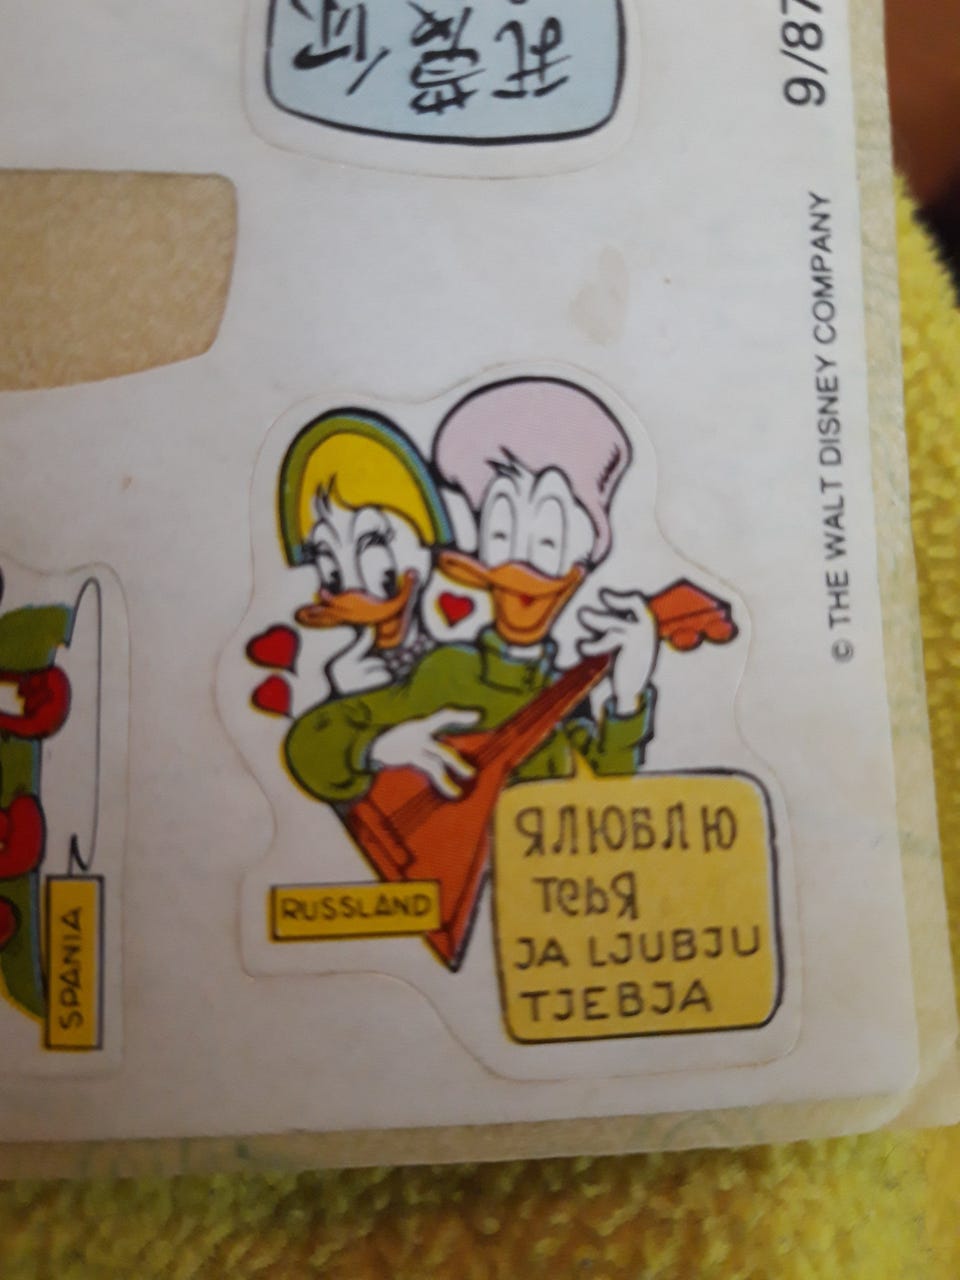 9/87
© THE WALT DISNEY COMPANY
ЯЛЮБЛЮ
ТеьЯ
JA LJUBJU
TJEBJA
RUSSLAND
SPANIA